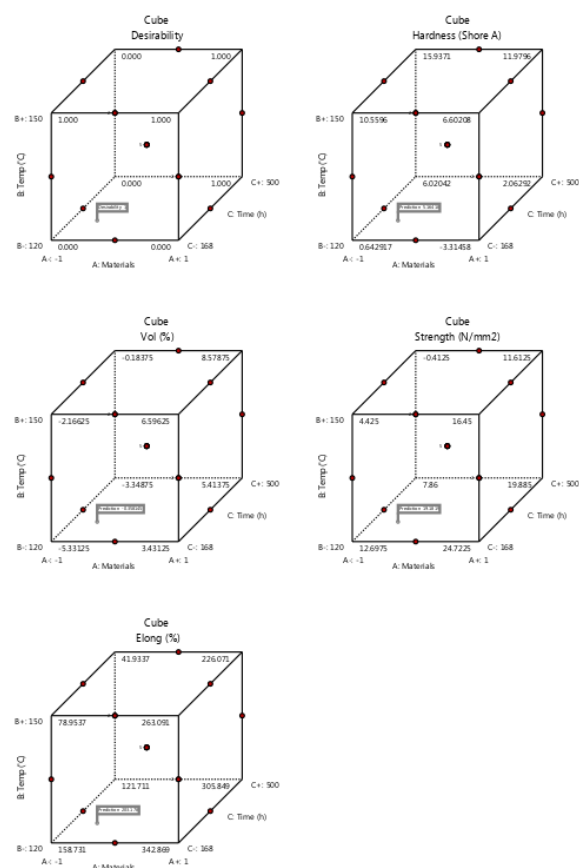 Cube
Desirability
0.000 1.000
B+: 150 1.000 1.000
B: Temp (°C)
0.000 1.000 C+: 500
C: Time (h)
B-: 120 0.000 0.000 C-: 168
A-: -1 A+: 1
A: Materials
Cube
Hardness (Shore A)
15.9371 11.9796
B+: 150 10.5596 6.60208
B: Temp (°C)
6.02042 2.06292 C+: 500
C: Time (h)
B-: 120 0.642917 -3.31458 C-: 168
A-: -1 A+: 1
A: Materials
Cube
Vol (%)
-0.18375 8.57875
B+: 150 -2.16625 6.59625
B: Temp (°C)
-3.34875 5.41375 C+: 500
C: Time (h)
B-: 120 -5.33125 3.43125 C-: 168
A-: -1 A+: 1
A: Materials
Cube
Strength (N/mm2)
-0.4125 11.6125
B+: 150 4.425 16.45
B: Temp (°C)
7.86 19.885 C+: 500
C: Time (h)
B-: 120 12.6975 24.7225 C-: 168
A-: -1 A+: 1
A: Materials
Cube
Elong (%)
41.9337 226.071
B+: 150 78.9537 263.091
B: Temp (°C)
121.711 305.849 C+: 500
C: Time (h)
B-: 120 158.731 342.869 C-: 168
A-: -1 A+: 1
A: Materials